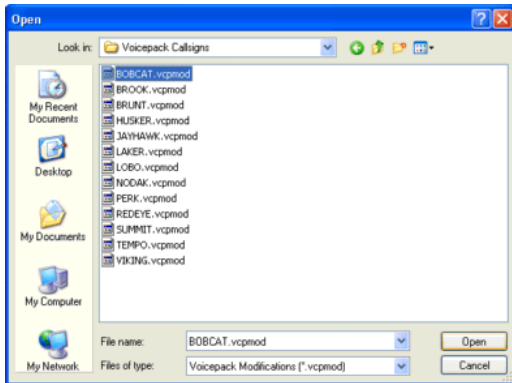 Open
Look in:
Voicepack Callsigns
My Recent
Documents
Desktop
My Documents
My Computer
My Network
BOBCAT.vcpmod
BROOK.vcpmod
BRUNT.vcpmod
HUSKER.vcpmod
JAYHAWK.vcpmod
LAKER.vcpmod
LOBO.vcpmod
NODAK.vcpmod
PERK.vcpmod
REDEYE.vcpmod
SUMMIT.vcpmod
TEMPO.vcpmod
VIKING.vcpmod
File name:
BOBCAT.vcpmod
Open
Files of type:
Voicepack Modifications (*.vcpmod)
Cancel